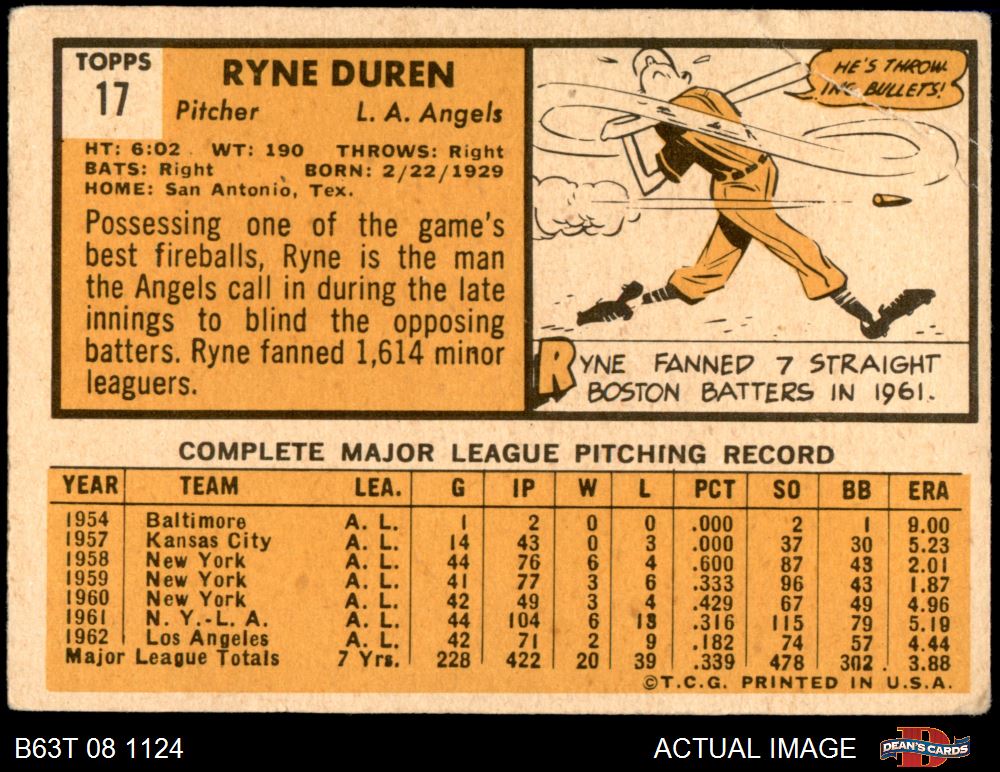 TOPPS
17
RYNE DUREN
Pitcher L. A. Angels
HT: 6:02 WT: 190 THROWS: Right
BATS: Right BORN: 2/22/1929
HOME: San Antonio, Tex.
Possessing one of the game's
best fireballs, Ryne is the man
the Angels call in during the late
innings to blind the opposing
batters. Ryne fanned 1,614 minor
leaguers.
HE'S THROW-
ING BULLETS!
RYNE FANNED 7 STRAIGHT
BOSTON BATTERS IN 1961.
COMPLETE MAJOR LEAGUE PITCHING RECORD
YEAR TEAM LEA. G IP W L PCT SO BB ERA
1954 Baltimore A. L. 1 2 0 0 .000 2 1 9.00
1957 Kansas City A. L. 14 43 0 3 .000 37 30 5.23
1958 New York A. L. 44 76 6 4 .600 87 43 2.01
1959 New York A. L. 41 77 3 6 .333 96 43 1.87
1960 New York A. L. 42 49 3 4 .429 67 49 4.96
1961 N. Y.-L. A. A. L. 44 104 6 13 .316 115 79 5.19
1962 Los Angeles A. L. 42 71 2 9 .182 74 57 4.44
Major League Totals 7 Yrs. 228 422 20 39 .339 478 302 3.88
©T.C.G. PRINTED IN U.S.A.
B63T 08 1124 ACTUAL IMAGE DEAN'S CARDS